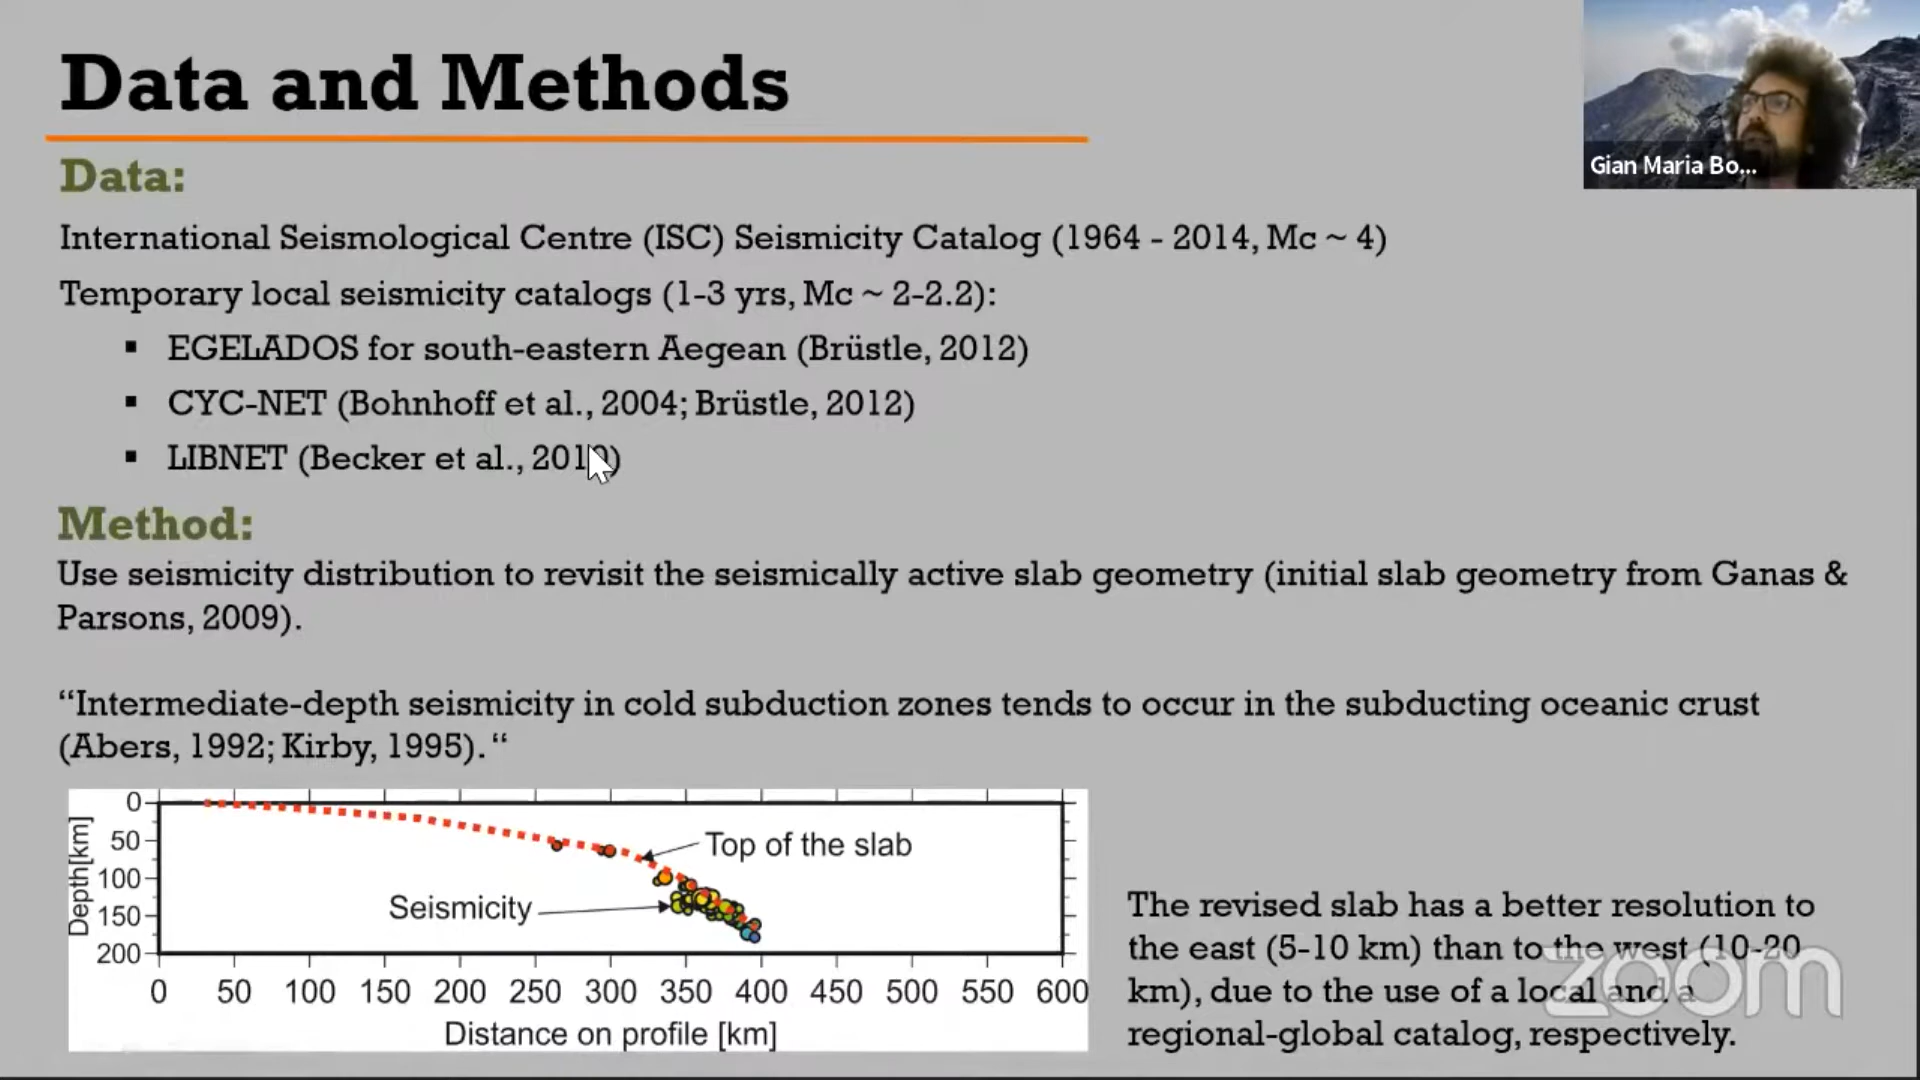 Data and Methods
Gian Maria Bo...
Data:
International Seismological Centre (ISC) Seismicity Catalog (1964 - 2014, Mc ~ 4)
Temporary local seismicity catalogs (1-3 yrs, Mc ~ 2-2.2):
▪ EGELADOS for south-eastern Aegean (Brüstle, 2012)
▪ CYC-NET (Bohnhoff et al., 2004; Brüstle, 2012)
▪ LIBNET (Becker et al., 2010)
Method:
Use seismicity distribution to revisit the seismically active slab geometry (initial slab geometry from Ganas &
Parsons, 2009).
“Intermediate-depth seismicity in cold subduction zones tends to occur in the subducting oceanic crust
(Abers, 1992; Kirby, 1995). “
Depth[km]
0
50
100
150
200
Top of the slab
Seismicity
0 50 100 150 200 250 300 350 400 450 500 550 600
Distance on profile [km]
The revised slab has a better resolution to
the east (5-10 km) than to the west (10-20
km), due to the use of a local and a
regional-global catalog, respectively.
zoom